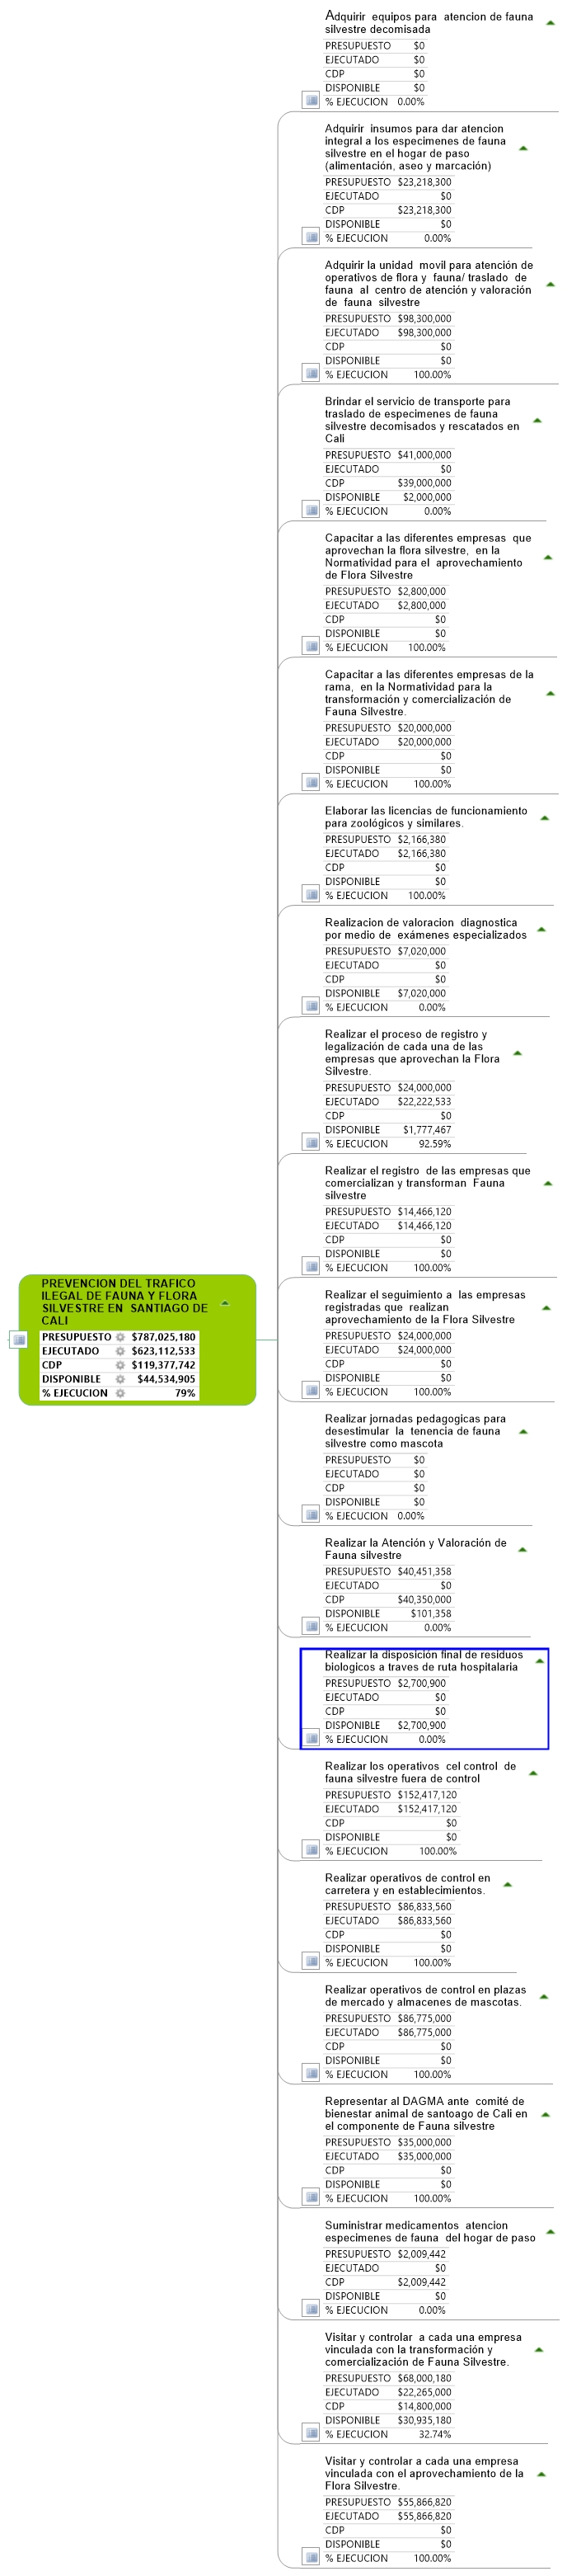 Adquirir equipos para atencion de fauna
silvestre decomisada
PRESUPUESTO $0
EJECUTADO $0
CDP $0
DISPONIBLE $0
% EJECUCION 0.00%
Adquirir insumos para dar atencion
integral a los especimenes de fauna
silvestre en el hogar de paso
(alimentación, aseo y marcación)
PRESUPUESTO $23,218,300
EJECUTADO $0
CDP $23,218,300
DISPONIBLE $0
% EJECUCION 0.00%
Adquirir la unidad movil para atención de
operativos de flora y fauna/ traslado de
fauna al centro de atención y valoración
de fauna silvestre
PRESUPUESTO $98,300,000
EJECUTADO $98,300,000
CDP $0
DISPONIBLE $0
% EJECUCION 100.00%
Brindar el servicio de transporte para
traslado de especimenes de fauna
silvestre decomisados y rescatados en
Cali
PRESUPUESTO $41,000,000
EJECUTADO $0
CDP $39,000,000
DISPONIBLE $2,000,000
% EJECUCION 0.00%
Capacitar a las diferentes empresas que
aprovechan la flora silvestre, en la
Normatividad para el aprovechamiento
de Flora Silvestre
PRESUPUESTO $2,800,000
EJECUTADO $2,800,000
CDP $0
DISPONIBLE $0
% EJECUCION 100.00%
Capacitar a las diferentes empresas de la
rama, en la Normatividad para la
transformación y comercialización de
Fauna Silvestre.
PRESUPUESTO $20,000,000
EJECUTADO $20,000,000
CDP $0
DISPONIBLE $0
% EJECUCION 100.00%
Elaborar las licencias de funcionamiento
para zoológicos y similares.
PRESUPUESTO $2,166,380
EJECUTADO $2,166,380
CDP $0
DISPONIBLE $0
% EJECUCION 100.00%
Realizacion de valoracion diagnostica
por medio de exámenes especializados
PRESUPUESTO $7,020,000
EJECUTADO $0
CDP $0
DISPONIBLE $7,020,000
% EJECUCION 0.00%
Realizar el proceso de registro y
legalización de cada una de las
empresas que aprovechan la Flora
Silvestre.
PRESUPUESTO $24,000,000
EJECUTADO $22,222,533
CDP $0
DISPONIBLE $1,777,467
% EJECUCION 92.59%
Realizar el registro de las empresas que
comercializan y transforman Fauna
silvestre
PRESUPUESTO $14,466,120
EJECUTADO $14,466,120
CDP $0
DISPONIBLE $0
% EJECUCION 100.00%
PREVENCION DEL TRAFICO
ILEGAL DE FAUNA Y FLORA
SILVESTRE EN SANTIAGO DE
CALI
PRESUPUESTO $787,025,180
EJECUTADO $623,112,533
CDP $119,377,742
DISPONIBLE $44,534,905
% EJECUCION 79%
Realizar el seguimiento a las empresas
registradas que realizan
aprovechamiento de la Flora Silvestre
PRESUPUESTO $24,000,000
EJECUTADO $24,000,000
CDP $0
DISPONIBLE $0
% EJECUCION 100.00%
Realizar jornadas pedagogicas para
desestimular la tenencia de fauna
silvestre como mascota
PRESUPUESTO $0
EJECUTADO $0
CDP $0
DISPONIBLE $0
% EJECUCION 0.00%
Realizar la Atención y Valoración de
Fauna silvestre
PRESUPUESTO $40,451,358
EJECUTADO $0
CDP $40,350,000
DISPONIBLE $101,358
% EJECUCION 0.00%
Realizar la disposición final de residuos
biologicos a traves de ruta hospitalaria
PRESUPUESTO $2,700,900
EJECUTADO $0
CDP $0
DISPONIBLE $2,700,900
% EJECUCION 0.00%
Realizar los operativos cel control de
fauna silvestre fuera de control
PRESUPUESTO $152,417,120
EJECUTADO $152,417,120
CDP $0
DISPONIBLE $0
% EJECUCION 100.00%
Realizar operativos de control en
carretera y en establecimientos.
PRESUPUESTO $86,833,560
EJECUTADO $86,833,560
CDP $0
DISPONIBLE $0
% EJECUCION 100.00%
Realizar operativos de control en plazas
de mercado y almacenes de mascotas.
PRESUPUESTO $86,775,000
EJECUTADO $86,775,000
CDP $0
DISPONIBLE $0
% EJECUCION 100.00%
Representar al DAGMA ante comité de
bienestar animal de santoago de Cali en
el componente de Fauna silvestre
PRESUPUESTO $35,000,000
EJECUTADO $35,000,000
CDP $0
DISPONIBLE $0
% EJECUCION 100.00%
Suministrar medicamentos atencion
especimenes de fauna del hogar de paso
PRESUPUESTO $2,009,442
EJECUTADO $0
CDP $2,009,442
DISPONIBLE $0
% EJECUCION 0.00%
Visitar y controlar a cada una empresa
vinculada con la transformación y
comercialización de Fauna Silvestre.
PRESUPUESTO $68,000,180
EJECUTADO $22,265,000
CDP $14,800,000
DISPONIBLE $30,935,180
% EJECUCION 32.74%
Visitar y controlar a cada una empresa
vinculada con el aprovechamiento de la
Flora Silvestre.
PRESUPUESTO $55,866,820
EJECUTADO $55,866,820
CDP $0
DISPONIBLE $0
% EJECUCION 100.00%